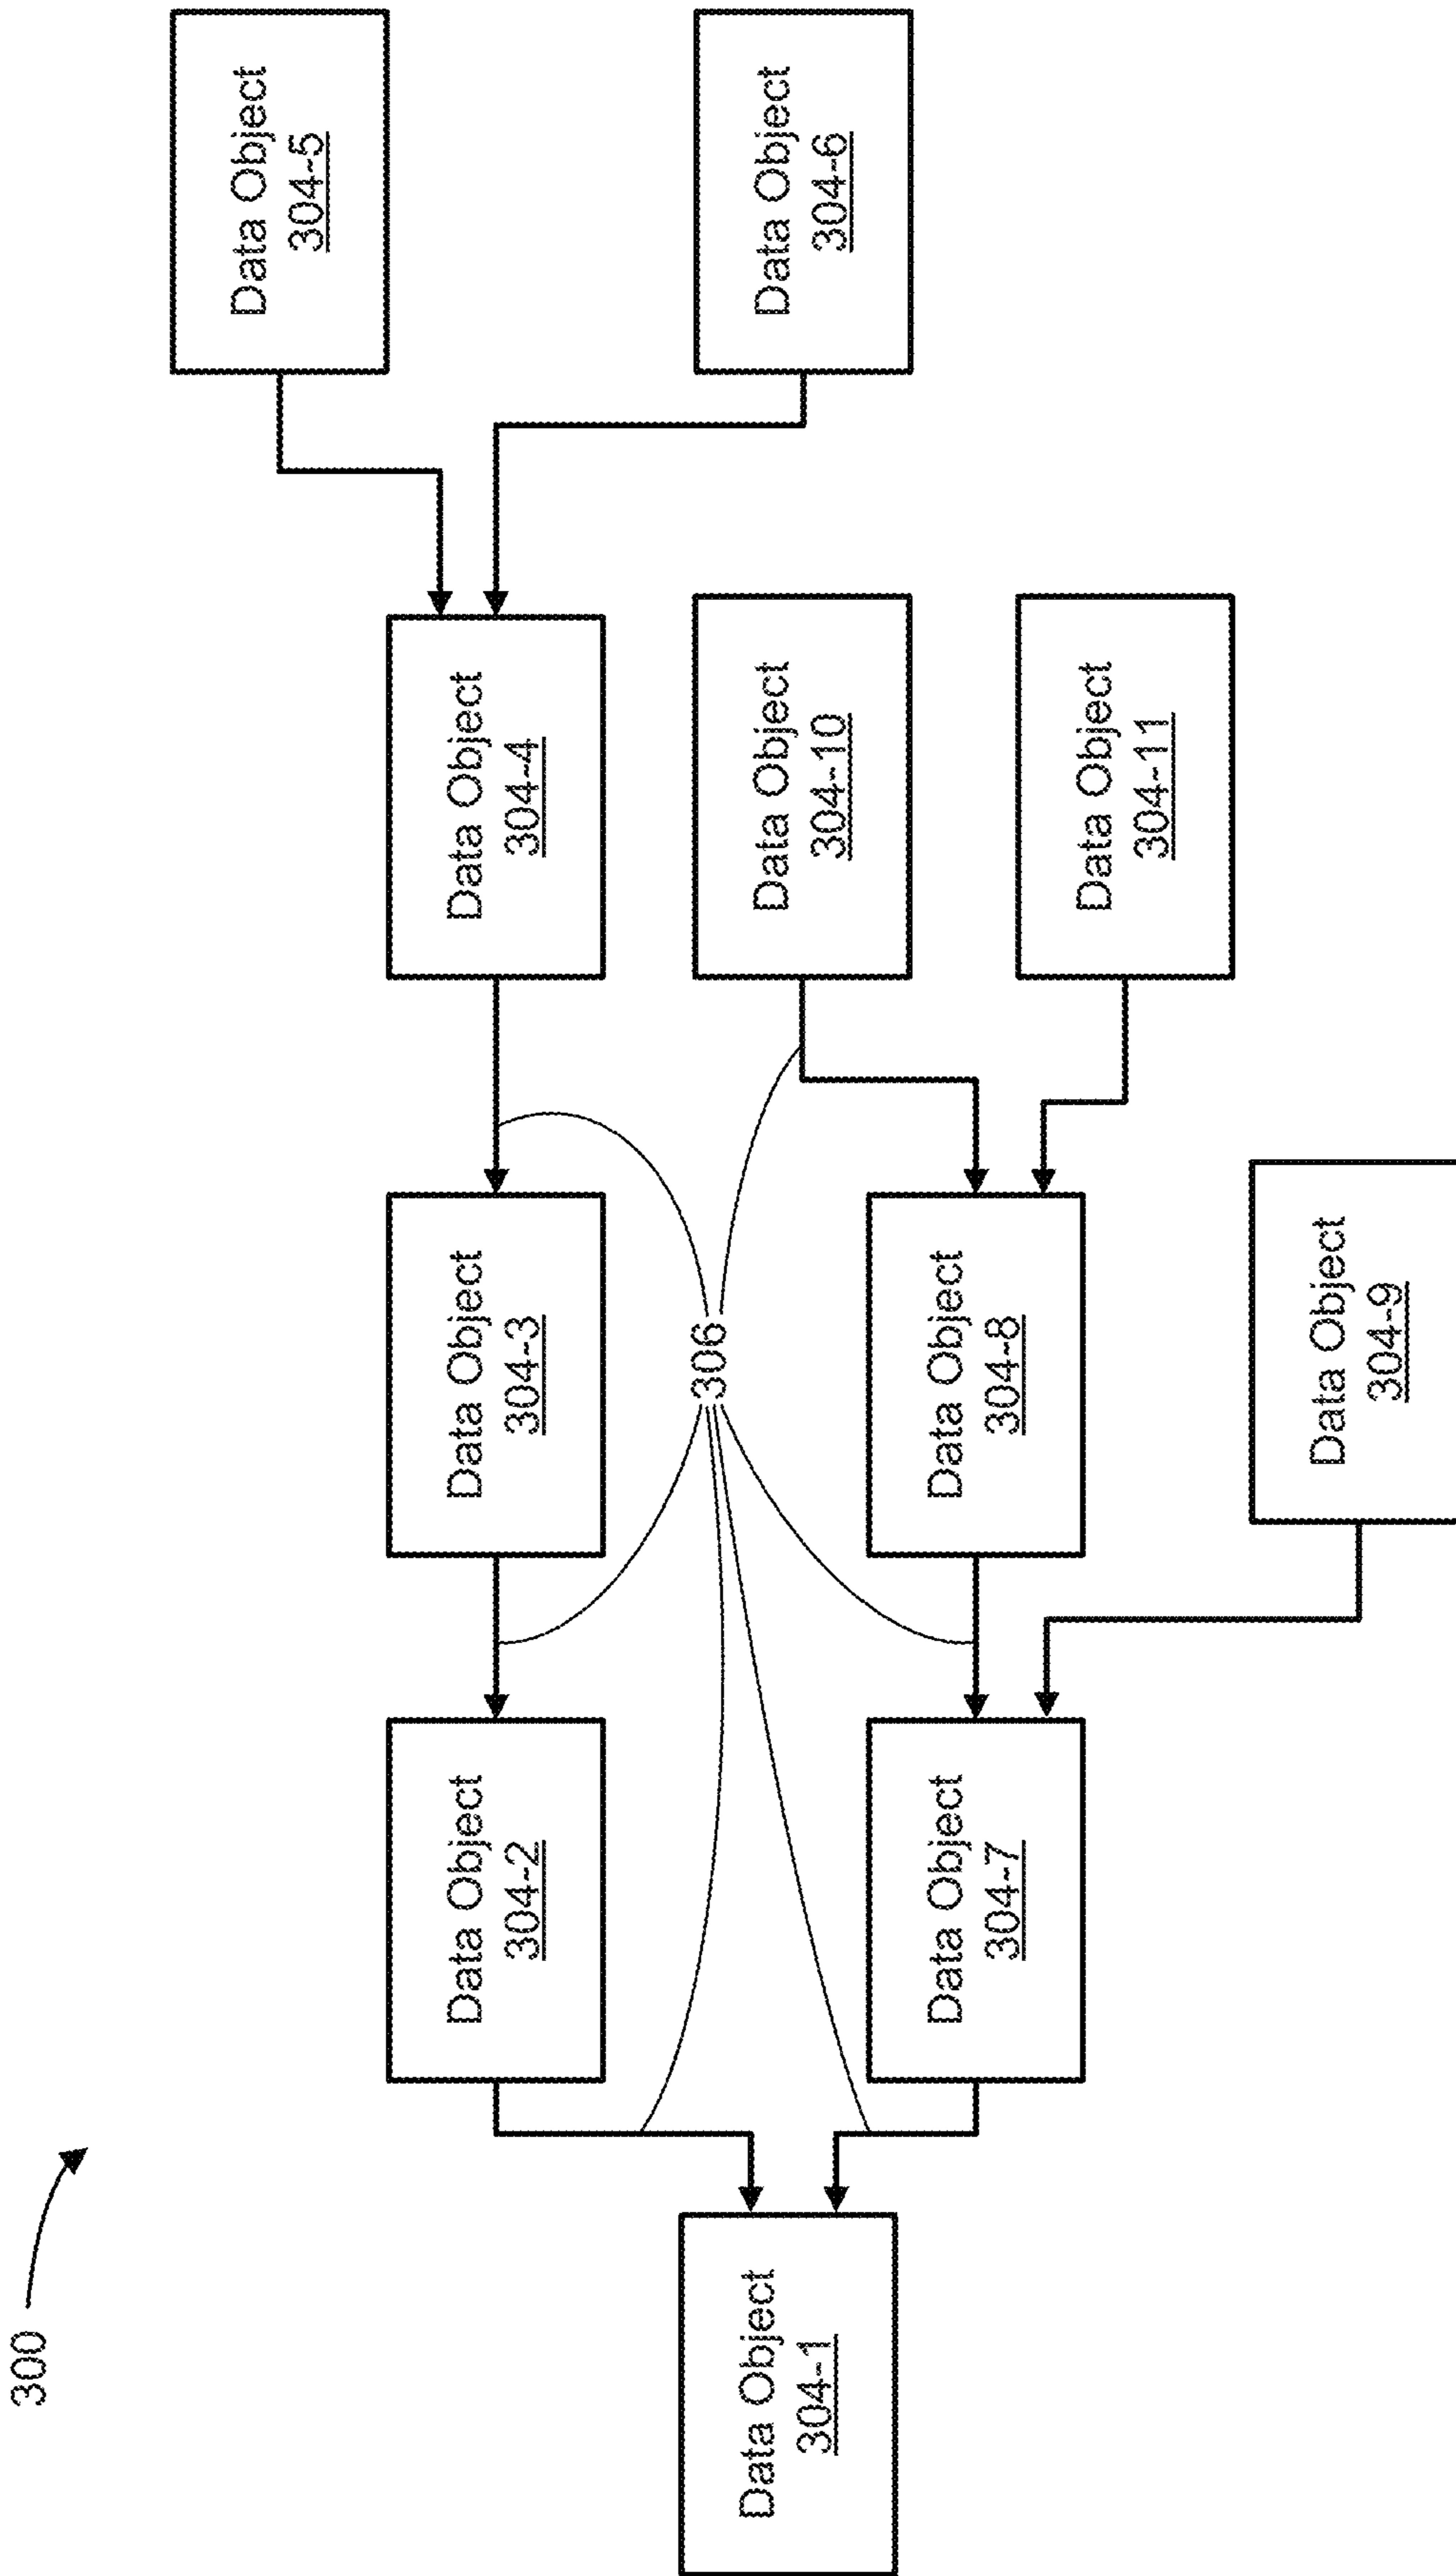 300
Data Object
304-5
Data Object
304-6
Data Object
304-4
Data Object
304-10
Data Object
304-11
Data Object
304-3
306
Data Object
304-8
Data Object
304-9
Data Object
304-2
Data Object
304-7
Data Object
304-1